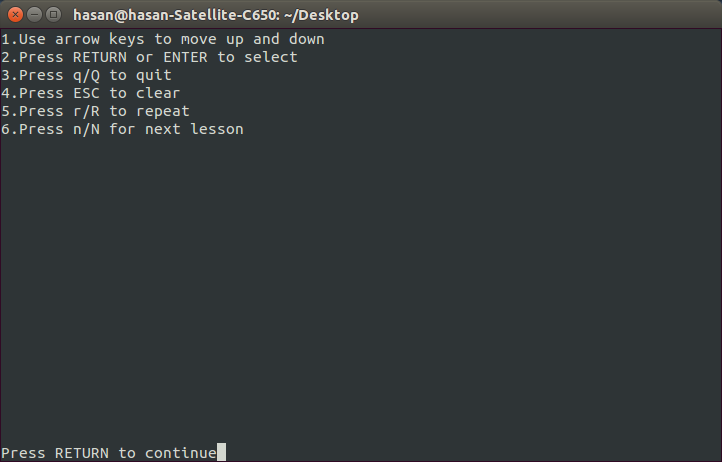 hasan@hasan-Satellite-C650: ~/Desktop
1.Use arrow keys to move up and down
2.Press RETURN or ENTER to select
3.Press q/Q to quit
4.Press ESC to clear
5.Press r/R to repeat
6.Press n/N for next lesson
Press RETURN to continue